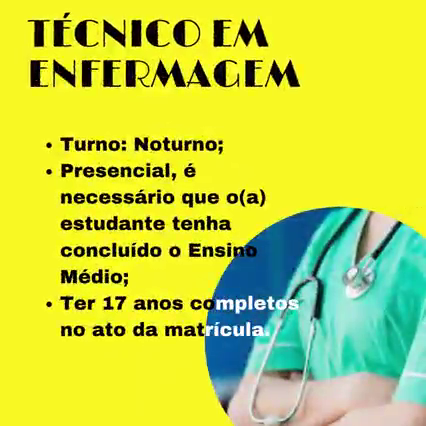 TÉCNICO EM
ENFERMAGEM
• Turno: Noturno;
• Presencial, é
necessário que o(a)
estudante tenha
concluído o Ensino
Médio;
• Ter 17 anos completos
no ato da matrícula.